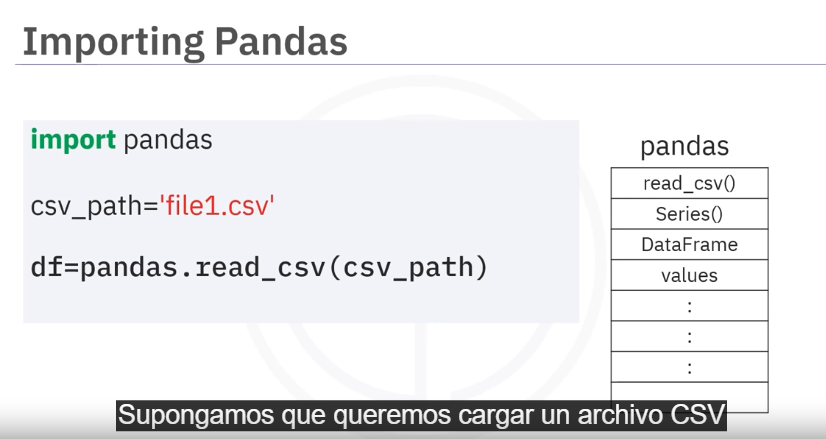 Importing Pandas
import pandas
csv_path='file1.csv'
df=pandas.read_csv(csv_path)
pandas
read_csv()
Series()
DataFrame
values
:
:
:
Supongamos que queremos cargar un archivo CSV